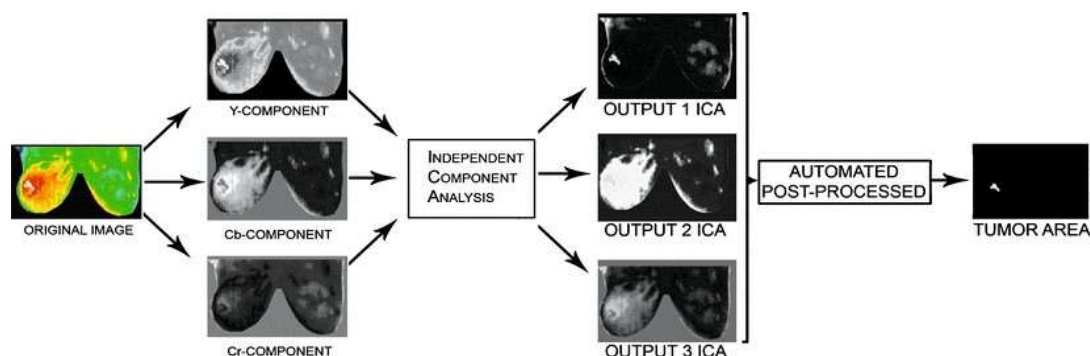 ORIGINAL IMAGE
Y-COMPONENT
Cb-COMPONENT
Cr-COMPONENT
INDEPENDENT
COMPONENT
ANALYSIS
OUTPUT 1 ICA
OUTPUT 2 ICA
OUTPUT 3 ICA
AUTOMATED
POST-PROCESSED
TUMOR AREA